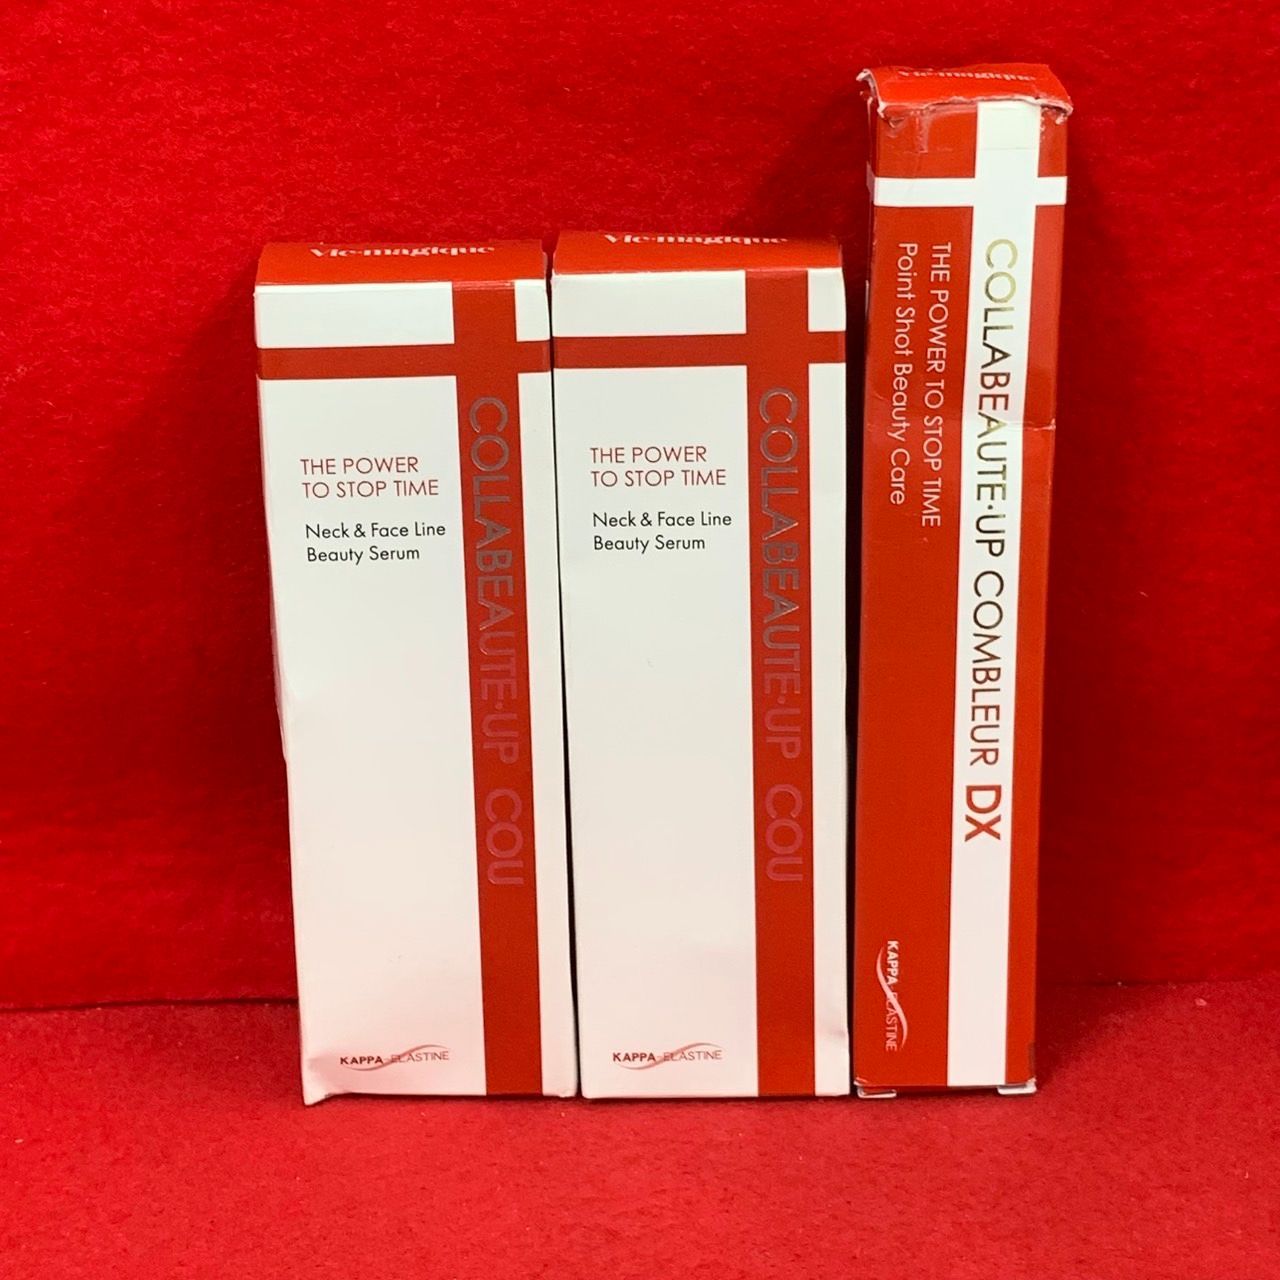 Vie-magique
THE POWER
TO STOP TIME
Neck & Face Line
Beauty Serum
COLLABEAUTE·UP COU
KAPPA-ELASTINE
Vie-magique
THE POWER
TO STOP TIME
Neck & Face Line
Beauty Serum
COLLABEAUTE·UP COU
KAPPA-ELASTINE
Vie-magique
COLLABEAUTE·UP COMBLEUR DX
THE POWER TO STOP TIME
Point Shot Beauty Care
KAPPA-ELASTINE